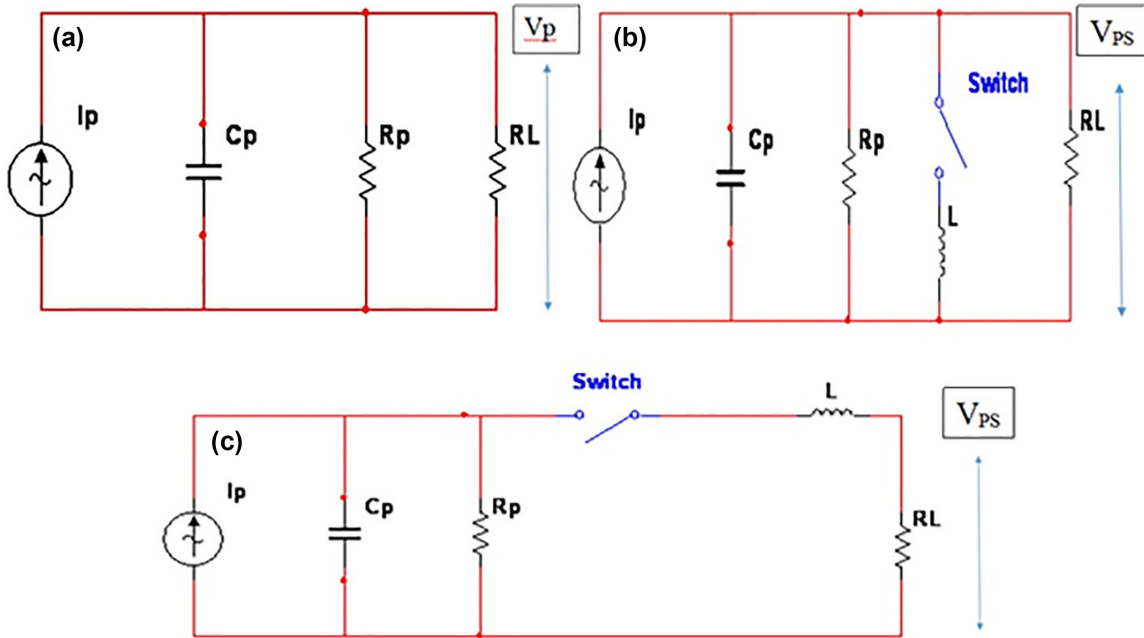 (a)
Vp
Ip
Cp
Rp
RL
(b)
VPS
Switch
Ip
Cp
Rp
L
RL
(c)
Switch
L
VPS
Ip
Cp
Rp
RL